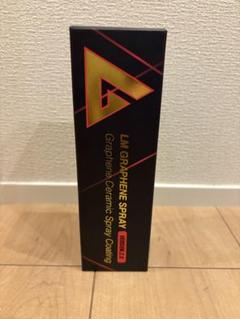 LM GRAPHENE SPRAY
Graphene Ceramic Spray Coating